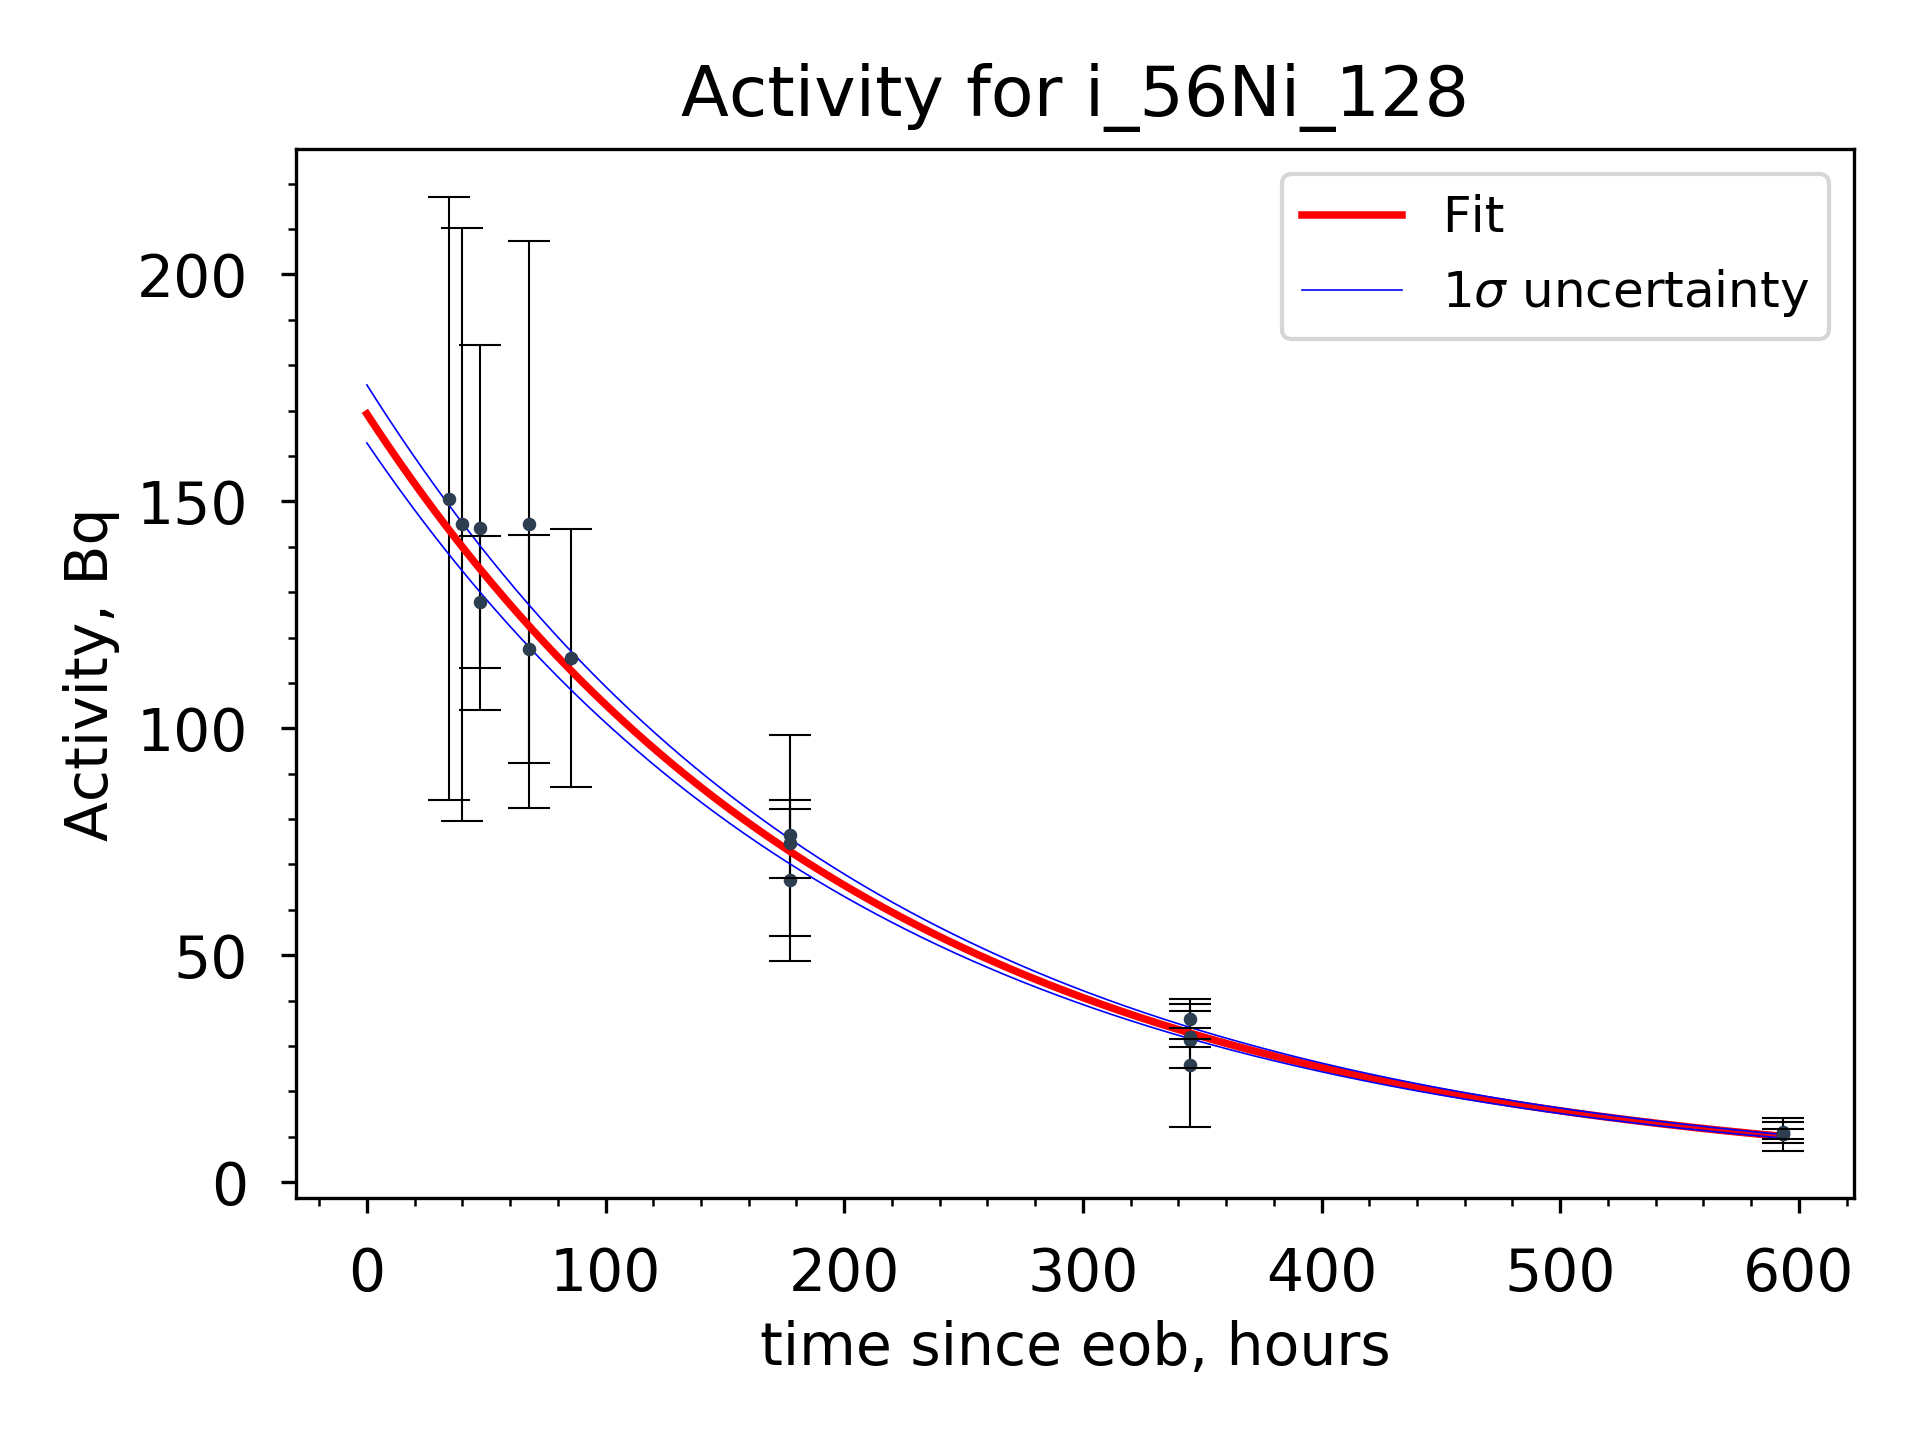 Activity for i_56Ni_128
Fit
1σ uncertainty
Activity, Bq
200
150
100
50
0
0 100 200 300 400 500 600
time since eob, hours